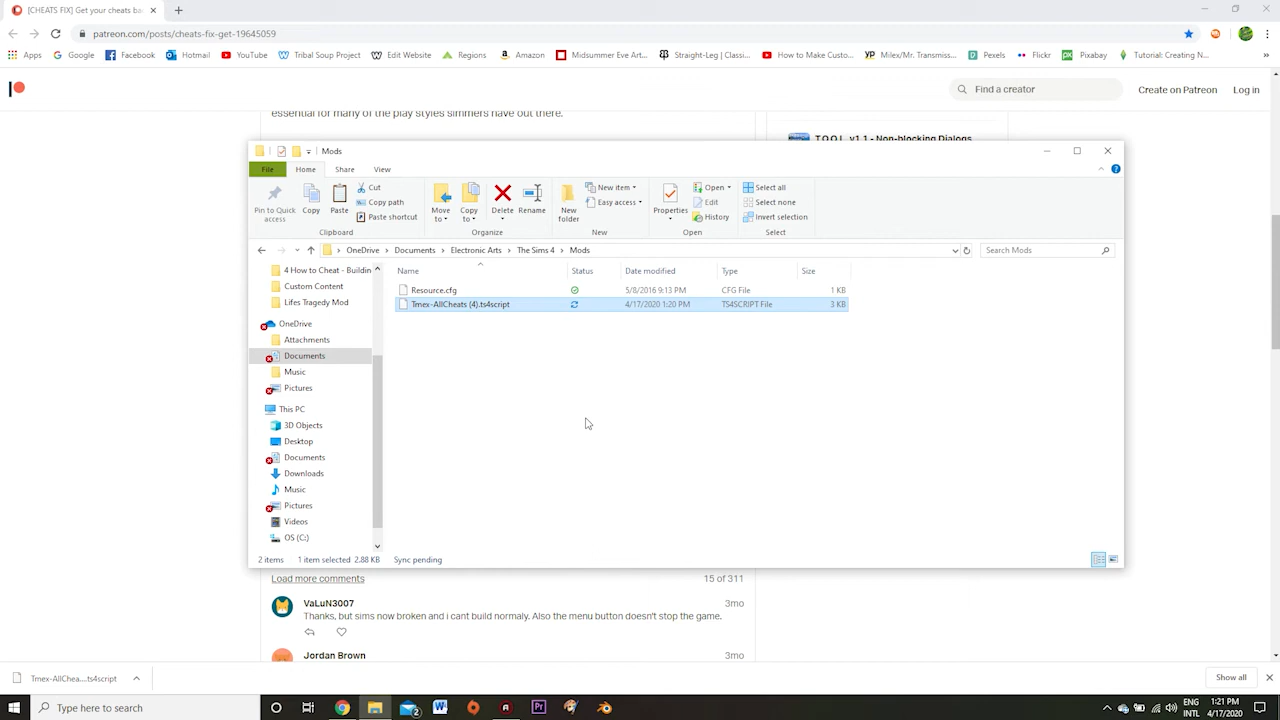 [CHEATS FIX] Get your cheats ba
patreon.com/posts/cheats-fix-get-19645059
Apps Google Facebook Hotmail YouTube Tribal Soup Project Edit Website Regions Amazon Midsummer Eve Art... Straight-Leg | Classi... How to Make Custo... Milex/Mr. Transmiss... Pexels Flickr Pixabay Tutorial: Creating N...
Find a creator
Create on Patreon
Log in
essential for many of the play styles simmers have out there.
T.O.O.L. v1.1 - Non-blocking Dialogs
Mods
File Home Share View
Pin to Quick access
Copy
Paste
Cut
Copy path
Paste shortcut
Clipboard
Move to
Copy to
Delete
Rename
Organize
New folder
New item
Easy access
New
Properties
Open
Edit
History
Open
Select all
Select none
Invert selection
Select
OneDrive > Documents > Electronic Arts > The Sims 4 > Mods
Search Mods
4 How to Cheat - Buildin
Custom Content
Lifes Tragedy Mod
OneDrive
Attachments
Documents
Music
Pictures
This PC
3D Objects
Desktop
Documents
Downloads
Music
Pictures
Videos
OS (C:)
Name Status Date modified Type Size
Resource.cfg 5/8/2016 9:13 PM CFG File 1 KB
Tmex-AllCheats (4).ts4script 4/17/2020 1:20 PM TS4SCRIPT File 3 KB
2 items 1 item selected 2.88 KB Sync pending
Load more comments
15 of 311
VaLuN3007
3mo
Thanks, but sims now broken and i cant build normaly. Also the menu button doesn't stop the game.
Jordan Brown
3mo
Tmex-AllChea....ts4script
Show all
Type here to search
2
W
Pr
ENG
INTL
1:21 PM
4/17/2020